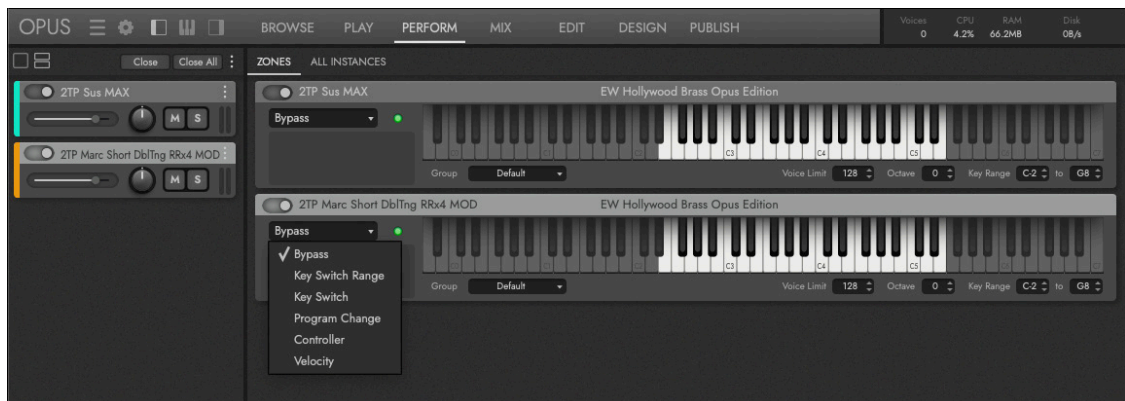 OPUS BROWSE PLAY PERFORM MIX EDIT DESIGN PUBLISH
Voices CPU RAM Disk
0 4.2% 66.2MB 0B/s
Close Close All
ZONES ALL INSTANCES
2TP Sus MAX
M S
2TP Marc Short DblTng RRx4 MOD
M S
2TP Sus MAX EW Hollywood Brass Opus Edition
Bypass
C3 C4 C5
Group Default Voice Limit 128 Octave 0 Key Range C-2 to G8
2TP Marc Short DblTng RRx4 MOD EW Hollywood Brass Opus Edition
Bypass
C3 C4 C5
Group Default Voice Limit 128 Octave 0 Key Range C-2 to G8
Bypass
Key Switch Range
Key Switch
Program Change
Controller
Velocity